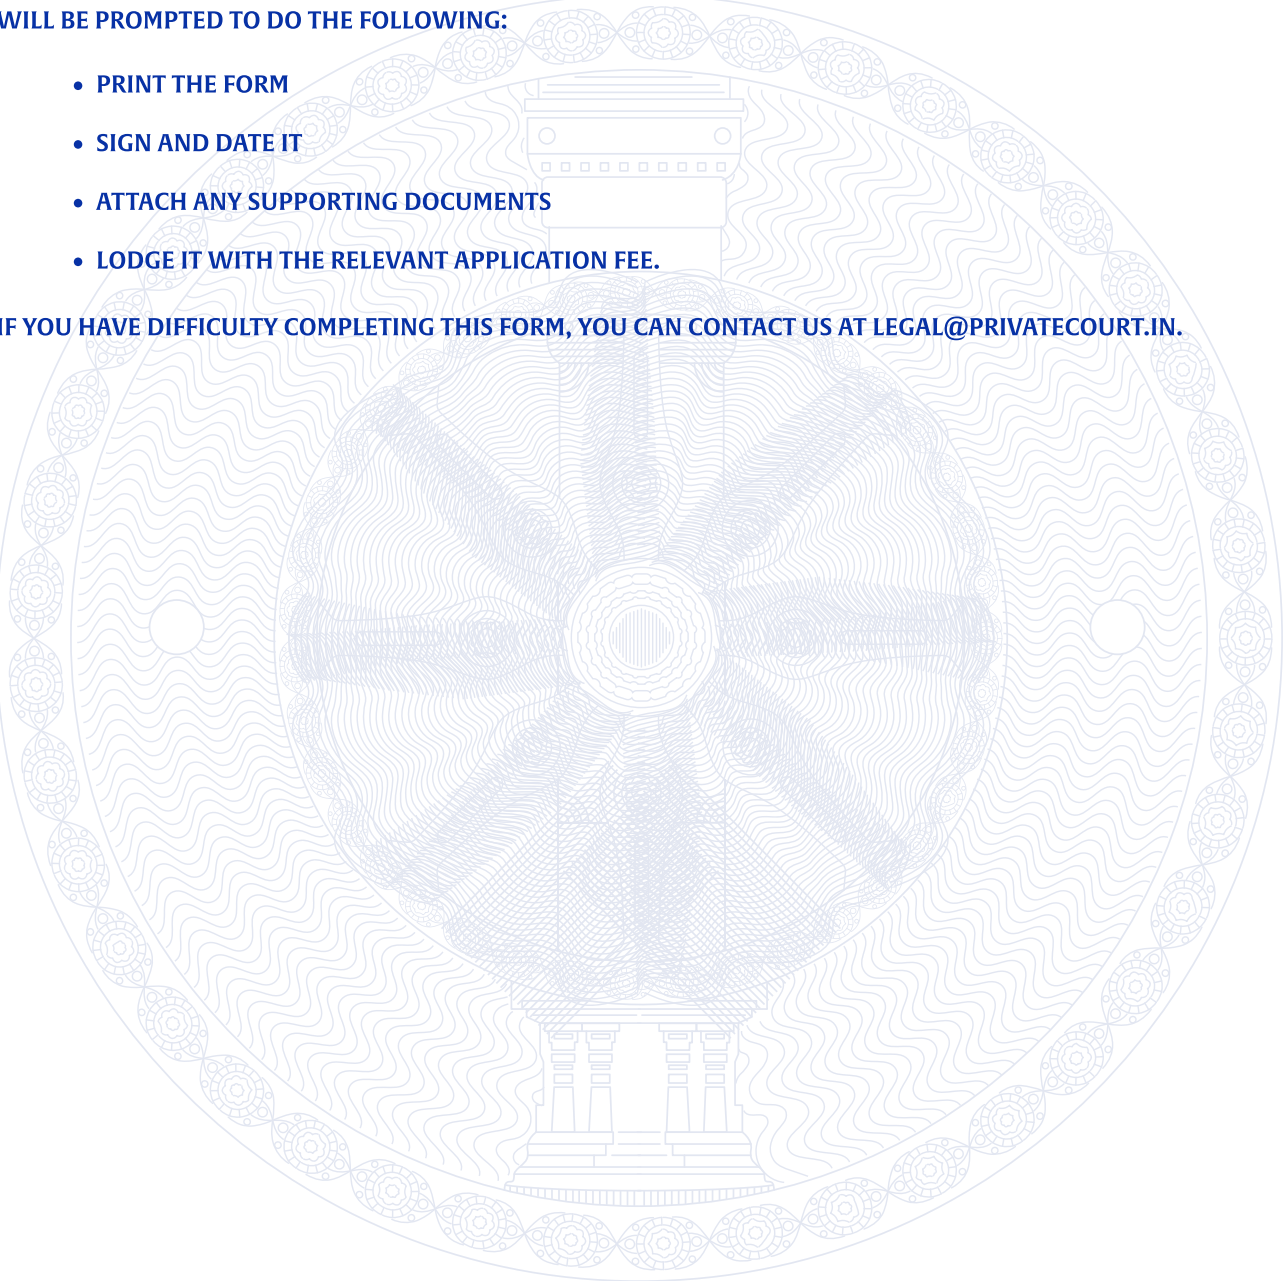 WILL BE PROMPTED TO DO THE FOLLOWING:
• PRINT THE FORM
• SIGN AND DATE IT
• ATTACH ANY SUPPORTING DOCUMENTS
• LODGE IT WITH THE RELEVANT APPLICATION FEE.
IF YOU HAVE DIFFICULTY COMPLETING THIS FORM, YOU CAN CONTACT US AT LEGAL@PRIVATECOURT.IN.